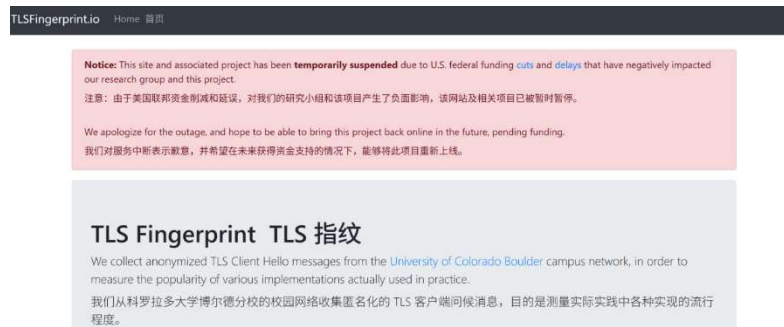 TLSFingerprint.io Home 首页
Notice: This site and associated project has been temporarily suspended due to U.S. federal funding cuts and delays that have negatively impacted
our research group and this project.
注意：由于美国联邦资金削减和延误，对我们的研究小组和该项目产生了负面影响，该网站及相关项目已被暂时暂停。
We apologize for the outage, and hope to be able to bring this project back online in the future, pending funding.
我们对服务中断表示歉意，并希望在未来获得资金支持的情况下，能够将此项目重新上线。
TLS Fingerprint TLS 指纹
We collect anonymized TLS Client Hello messages from the University of Colorado Boulder campus network, in order to
measure the popularity of various implementations actually used in practice.
我们从科罗拉多大学博尔德分校的校园网络收集匿名化的 TLS 客户端问候消息，目的是测量实际实践中各种实现的流行
程度。